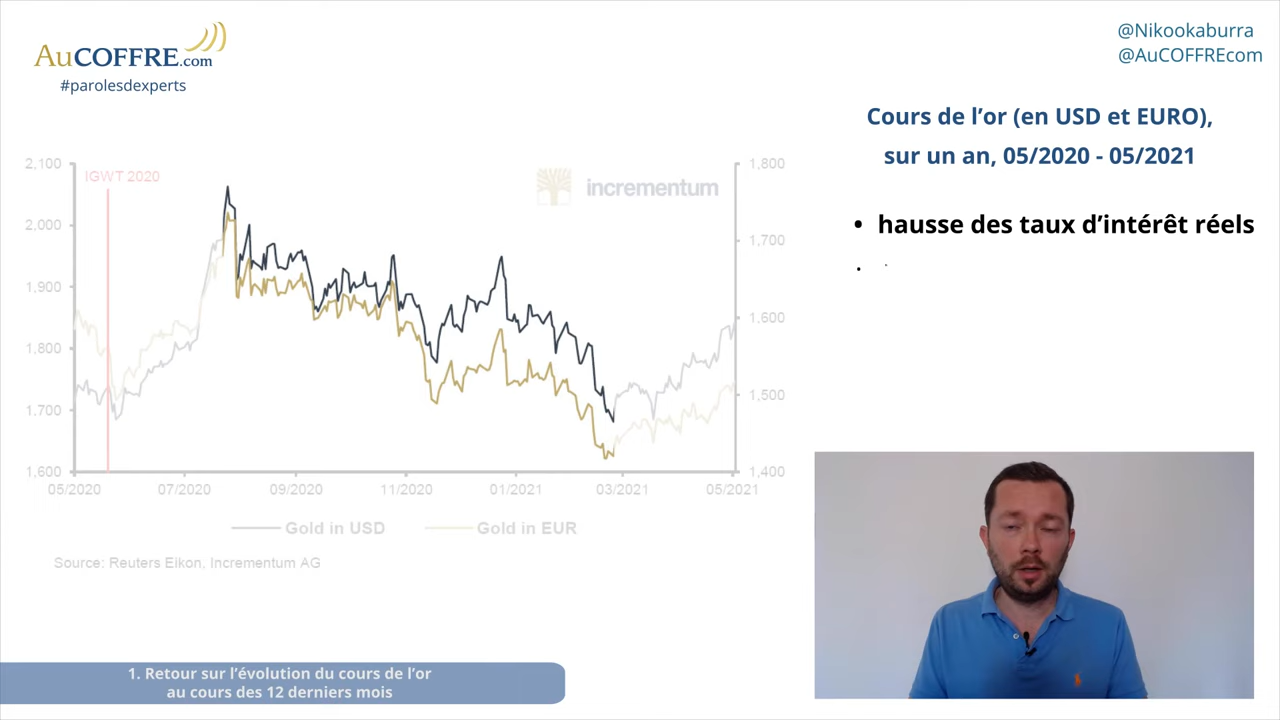 AuCOFFRE.com
#parolesdexperts
@Nikookaburra
@AuCOFFREcom
Cours de l’or (en USD et EURO),
sur un an, 05/2020 - 05/2021
• hausse des taux d’intérêt réels
IGWT 2020
incrementum
2,100
2,000
1,900
1,800
1,700
1,600
1,800
1,700
1,600
1,500
1,400
05/2020 07/2020 09/2020 11/2020 01/2021 03/2021 05/2021
Gold in USD Gold in EUR
Source: Reuters Eikon, Incrementum AG
1. Retour sur l’évolution du cours de l’or
au cours des 12 derniers mois